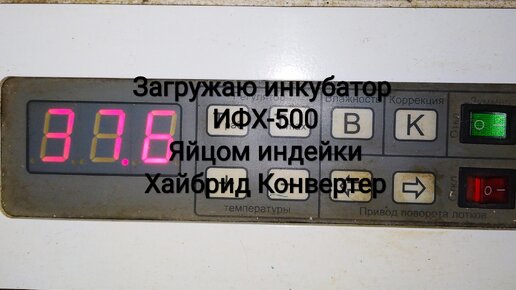 Загружаю инкубатор
ИФХ-500
Яйцом индейки
Хайбрид Конвертер
37.6
Влажность
Коррекция
В
К
температуры
Привод поворота лотков